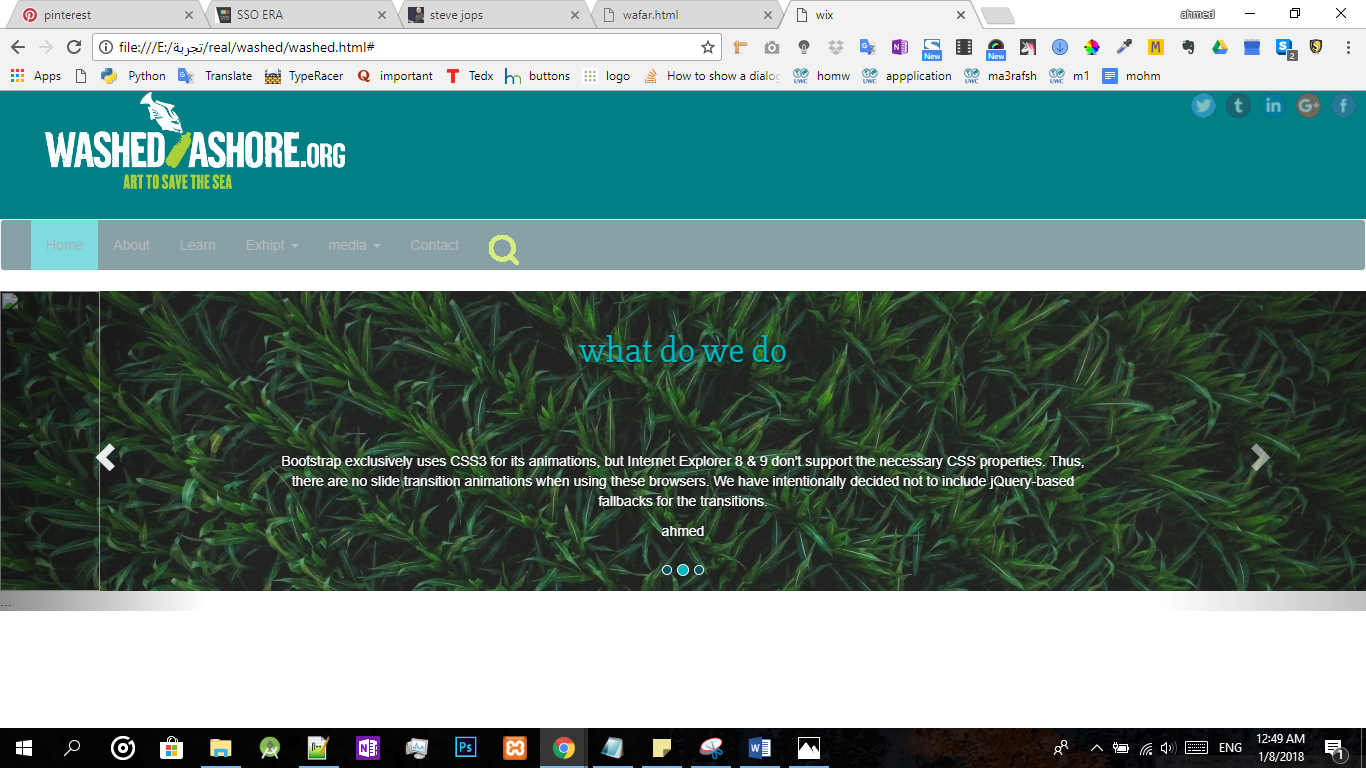 pinterest
SSO ERA
steve jops
wafar.html
wix
ahmed
file:///E:/تجربة/real/washed/washed.html#
New
New
2
Apps
Python
Translate
TypeRacer
important
Tedx
buttons
logo
How to show a dialog
homw
appplication
ma3rafsh
m1
mohm
WASHED ASHORE.ORG
ART TO SAVE THE SEA
Home
About
Learn
Exhipt
media
Contact
what do we do
Bootstrap exclusively uses CSS3 for its animations, but Internet Explorer 8 & 9 don't support the necessary CSS properties. Thus,
there are no slide transition animations when using these browsers. We have intentionally decided not to include jQuery-based
fallbacks for the transitions.
ahmed
...
ENG
12:49 AM
1/8/2018
1